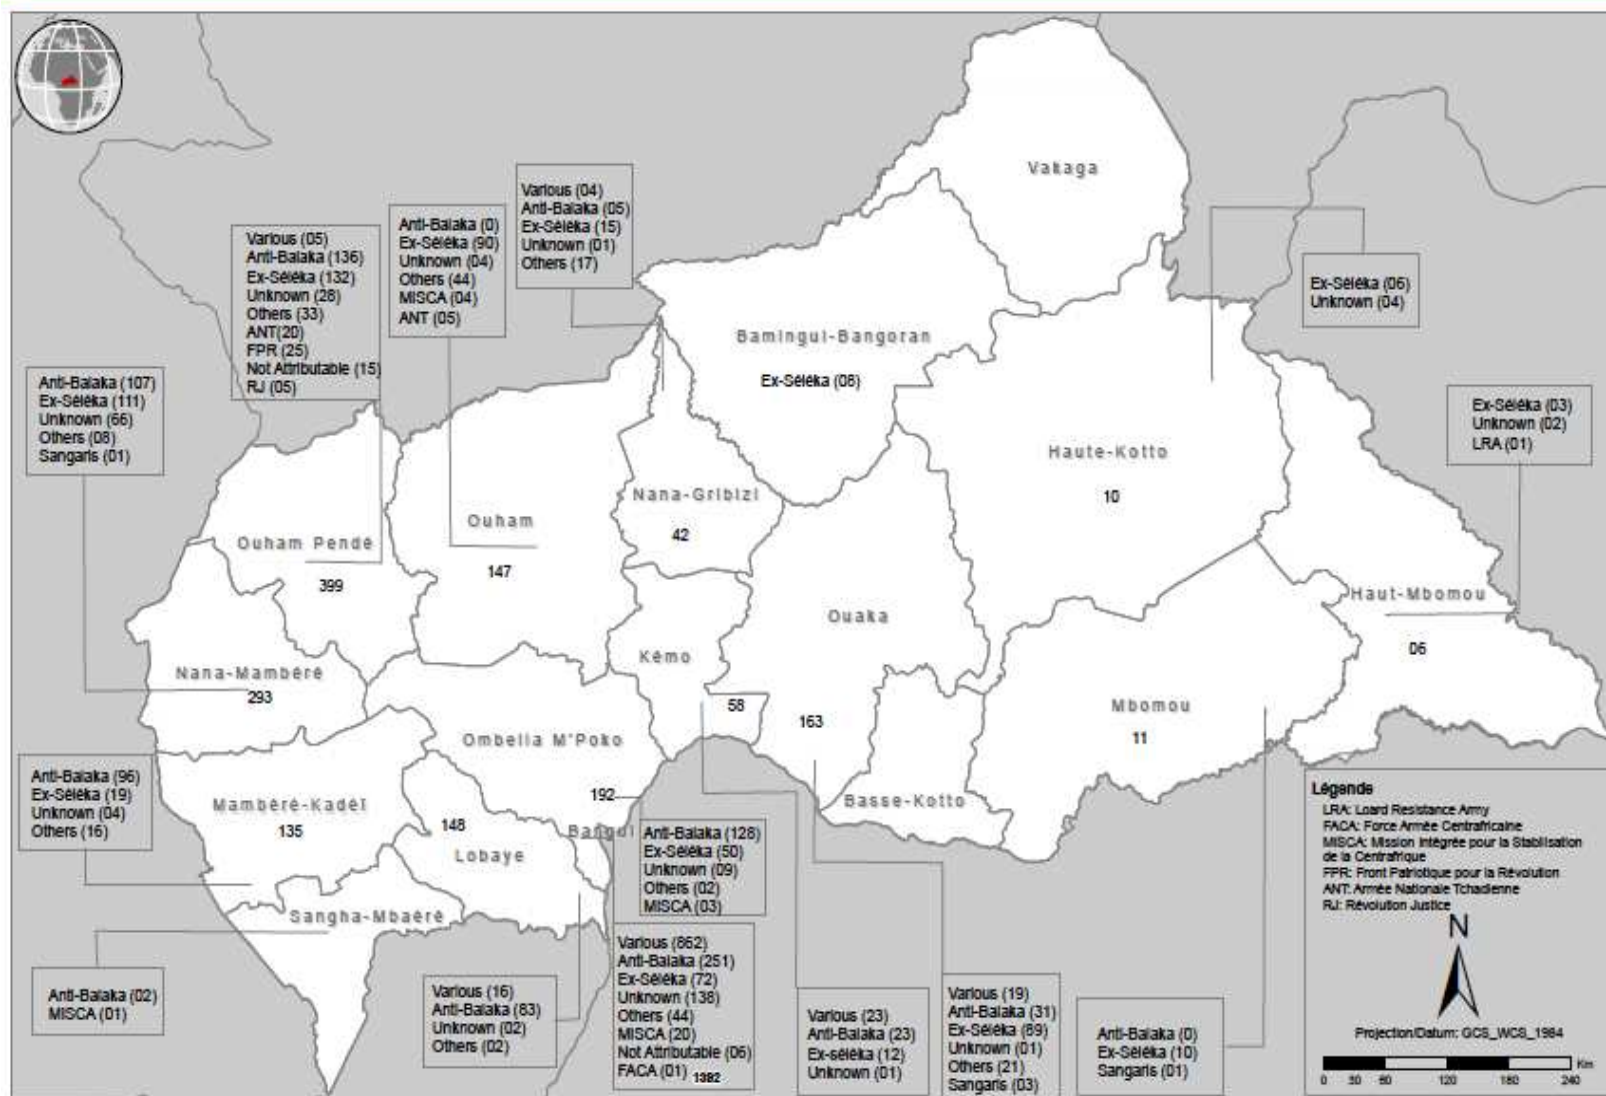 Vakaga
Various (04)
Anti-Balaka (05)
Ex-Séléka (15)
Unknown (01)
Others (17)
Anti-Balaka (0)
Ex-Séléka (90)
Unknown (04)
Others (44)
MISCA (04)
ANT (05)
Various (05)
Anti-Balaka (136)
Ex-Séléka (132)
Unknown (28)
Others (33)
ANT(20)
FPR (25)
Not Attributable (15)
RJ (05)
Ex-Séléka (06)
Unknown (04)
Bamingui-Bangoran
Ex-Séléka (08)
Anti-Balaka (107)
Ex-Séléka (111)
Unknown (66)
Others (08)
Sangaris (01)
Ex-Séléka (03)
Unknown (02)
LRA (01)
Haute-Kotto
10
Nana-Gribizi
42
Ouham
147
Ouham Pendé
399
Haut-Mbomou
06
Ouaka
163
Kémo
58
Nana-Mambéré
293
Mbomou
11
Ombella M'Poko
192
Basse-Kotto
Mambéré-Kadéï
135
148
Lobaye
Bangui
Anti-Balaka (96)
Ex-Séléka (19)
Unknown (04)
Others (16)
Anti-Balaka (128)
Ex-Séléka (50)
Unknown (09)
Others (02)
MISCA (03)
Sangha-Mbaéré
Légende
LRA: Loard Resistance Army
FACA: Force Armée Centrafricaine
MISCA: Mission Intégrée pour la Stabilisation
de la Centrafrique
FPR: Front Patriotique pour la Révolution
ANT: Armée Nationale Tchadienne
RJ: Révolution Justice
N
Projection/Datum: GCS_WCS_1984
0 30 60 120 180 240 Km
Anti-Balaka (02)
MISCA (01)
Various (16)
Anti-Balaka (83)
Unknown (02)
Others (02)
Various (862)
Anti-Balaka (251)
Ex-Séléka (72)
Unknown (138)
Others (44)
MISCA (20)
Not Attributable (06)
FACA (01) 1392
Various (23)
Anti-Balaka (23)
Ex-séléka (12)
Unknown (01)
Various (19)
Anti-Balaka (31)
Ex-Séléka (89)
Unknown (01)
Others (21)
Sangaris (03)
Anti-Balaka (0)
Ex-Séléka (10)
Sangaris (01)